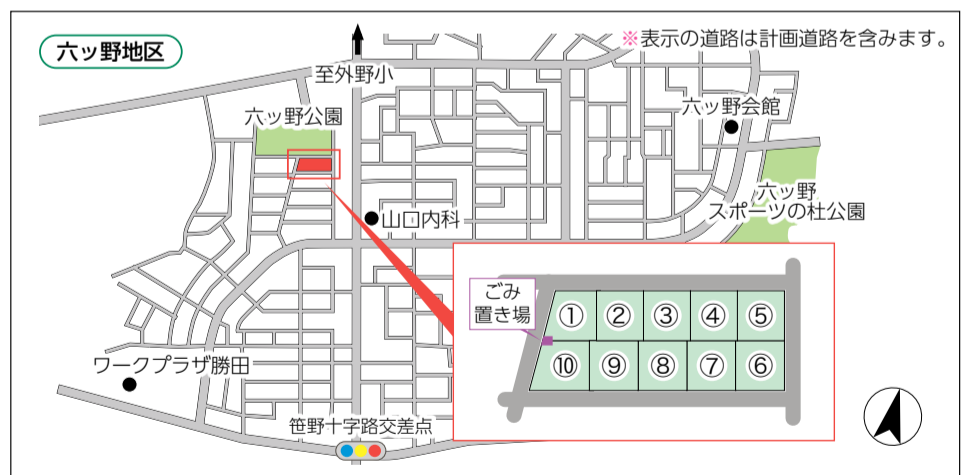 六ッ野地区
※表示の道路は計画道路を含みます。
至外野小
六ッ野公園
六ッ野会館
六ッ野
スポーツの杜公園
山口内科
ごみ
置き場
① ② ③ ④ ⑤
⑩ ⑨ ⑧ ⑦ ⑥
ワークプラザ勝田
笹野十字路交差点